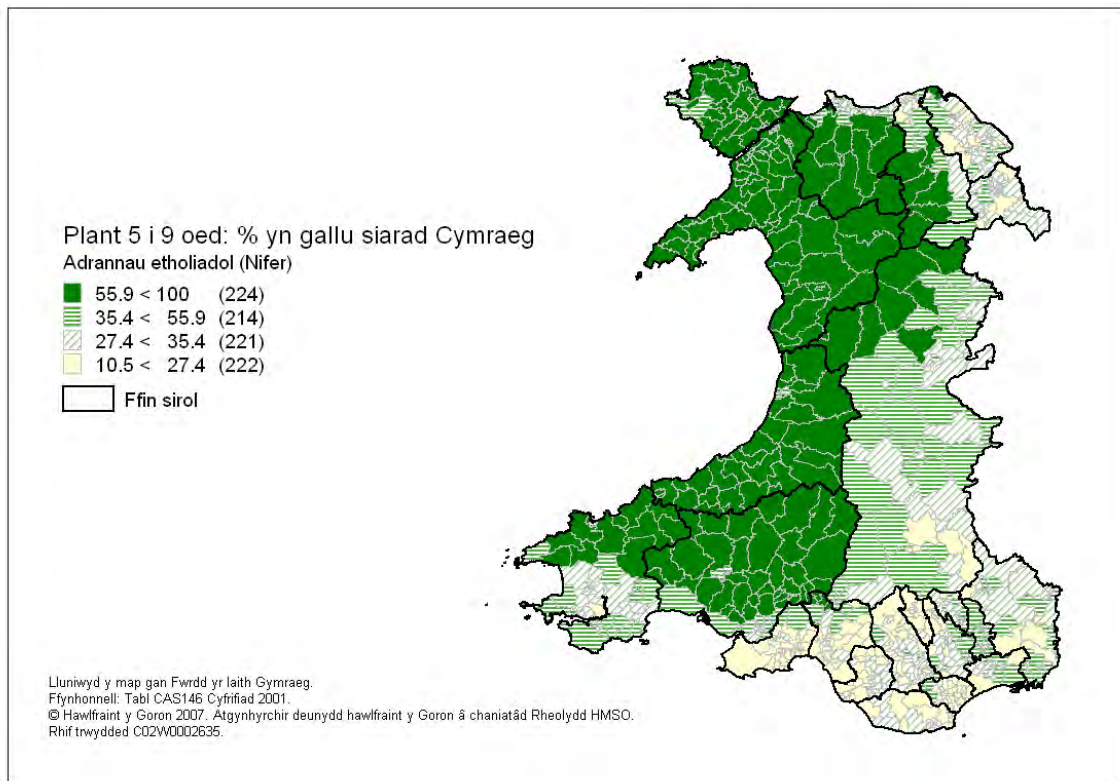 Plant 5 i 9 oed: % yn gallu siarad Cymraeg
Adrannau etholiadol (Nifer)
55.9 < 100 (224)
35.4 < 55.9 (214)
27.4 < 35.4 (221)
10.5 < 27.4 (222)
Ffin sirol
Lluniwyd y map gan Fwrdd yr Iaith Gymraeg.
Ffynhonnell: Tabl CAS146 Cyfrifiad 2001.
© Hawlfraint y Goron 2007. Atgynhyrchir deunydd hawlfraint y Goron â chaniatâd Rheolydd HMSO.
Rhif trwydded C02W0002635.